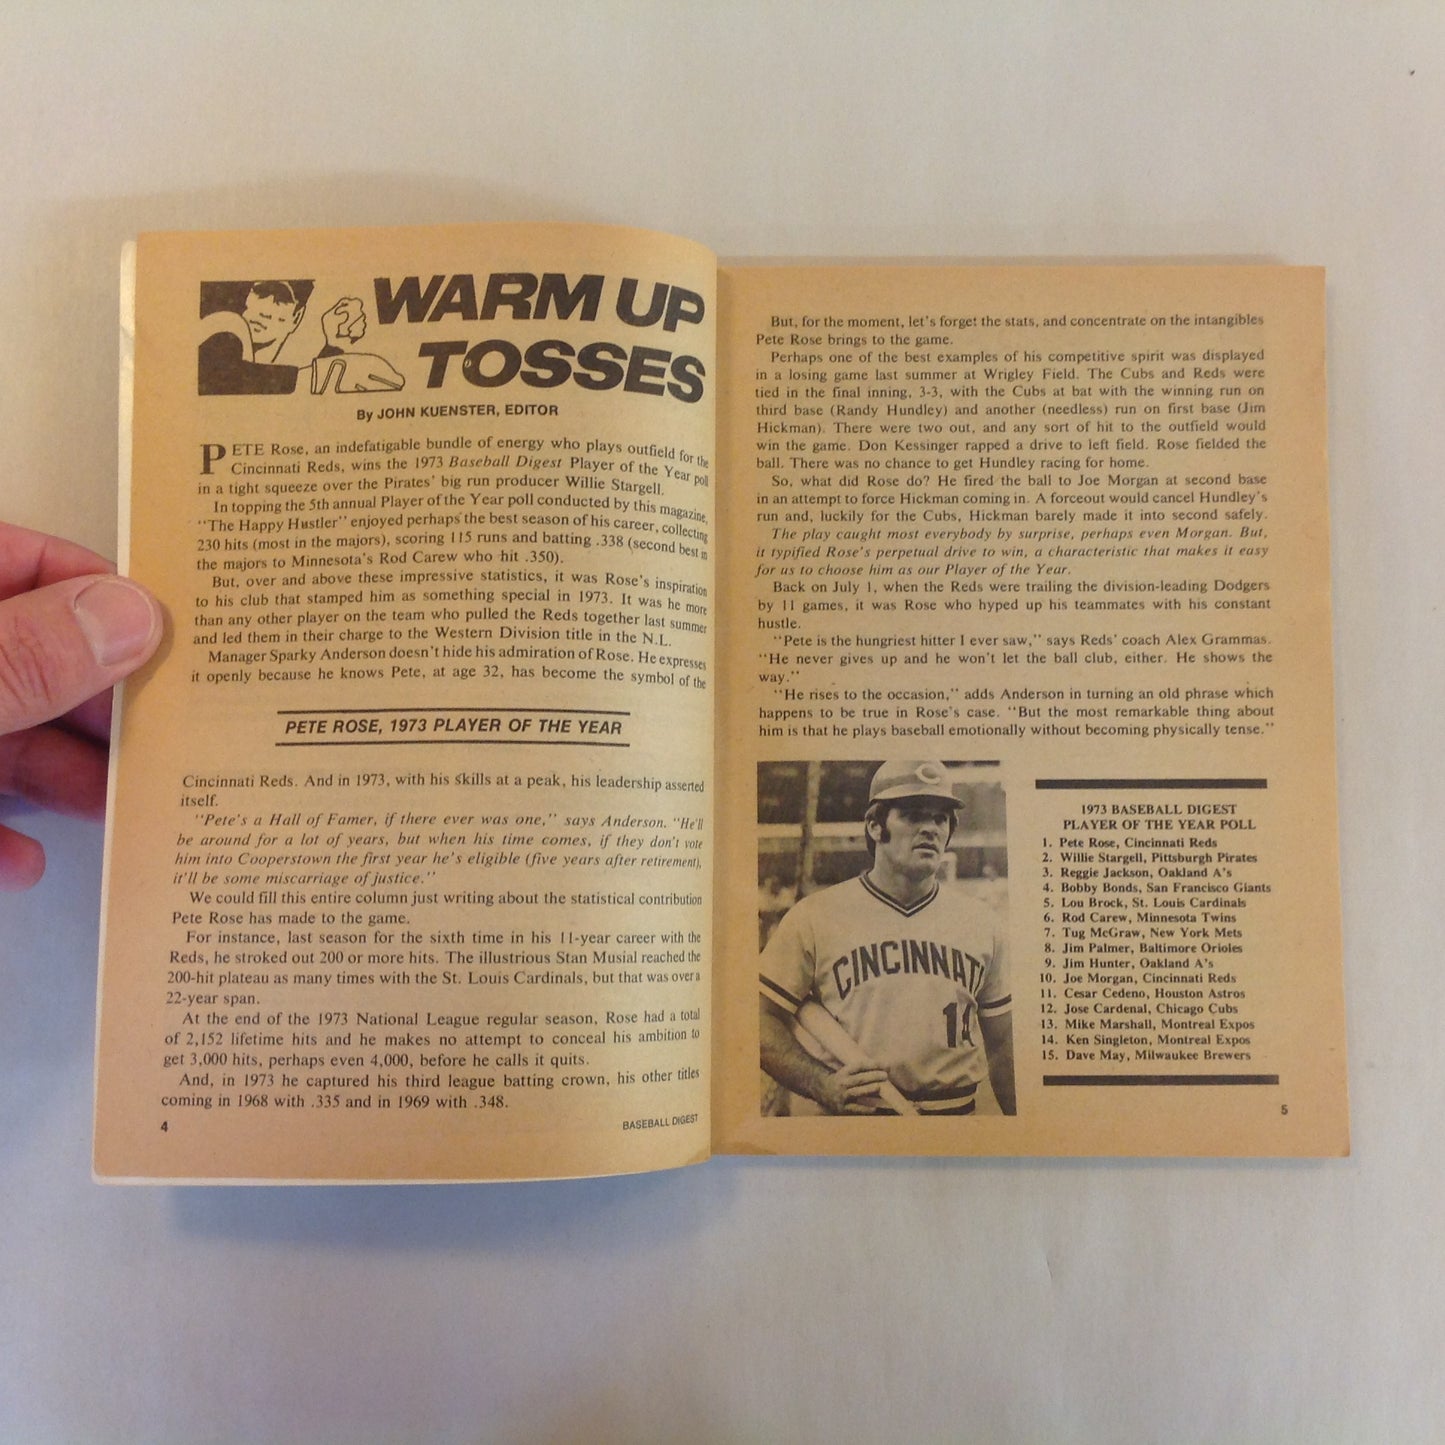 WARM UP
TOSSES
By JOHN KUENSTER, EDITOR
PETE Rose, an indefatigable bundle of energy who plays outfield for the
Cincinnati Reds, wins the 1973 Baseball Digest Player of the Year poll
in a tight squeeze over the Pirates' big run producer Willie Stargell.
In topping the 5th annual Player of the Year poll conducted by this magazine,
"The Happy Hustler" enjoyed perhaps the best season of his career, collecting
230 hits (most in the majors), scoring 115 runs and batting .338 (second best in
the majors to Minnesota's Rod Carew who hit .350).
But, over and above these impressive statistics, it was Rose's inspiration
to his club that stamped him as something special in 1973. It was he more
than any other player on the team who pulled the Reds together last summer
and led them in their charge to the Western Division title in the N.L.
Manager Sparky Anderson doesn't hide his admiration of Rose. He expresses
it openly because he knows Pete, at age 32, has become the symbol of the
PETE ROSE, 1973 PLAYER OF THE YEAR
Cincinnati Reds. And in 1973, with his skills at a peak, his leadership asserted
itself.
"Pete's a Hall of Famer, if there ever was one," says Anderson. "He'll
be around for a lot of years, but when his time comes, if they don't vote
him into Cooperstown the first year he's eligible (five years after retirement),
it'll be some miscarriage of justice."
We could fill this entire column just writing about the statistical contribution
Pete Rose has made to the game.
For instance, last season for the sixth time in his 11-year career with the
Reds, he stroked out 200 or more hits. The illustrious Stan Musial reached the
200-hit plateau as many times with the St. Louis Cardinals, but that was over a
22-year span.
At the end of the 1973 National League regular season, Rose had a total
of 2,152 lifetime hits and he makes no attempt to conceal his ambition to
get 3,000 hits, perhaps even 4,000, before he calls it quits.
And, in 1973 he captured his third league batting crown, his other titles
coming in 1968 with .335 and in 1969 with .348.
4
BASEBALL DIGEST
But, for the moment, let's forget the stats, and concentrate on the intangibles
Pete Rose brings to the game.
Perhaps one of the best examples of his competitive spirit was displayed
in a losing game last summer at Wrigley Field. The Cubs and Reds were
tied in the final inning, 3-3, with the Cubs at bat with the winning run on
third base (Randy Hundley) and another (needless) run on first base (Jim
Hickman). There were two out, and any sort of hit to the outfield would
win the game. Don Kessinger rapped a drive to left field. Rose fielded the
ball. There was no chance to get Hundley racing for home.
So, what did Rose do? He fired the ball to Joe Morgan at second base
in an attempt to force Hickman coming in. A forceout would cancel Hundley's
run and, luckily for the Cubs, Hickman barely made it into second safely.
The play caught most everybody by surprise, perhaps even Morgan. But,
it typified Rose's perpetual drive to win, a characteristic that makes it easy
for us to choose him as our Player of the Year.
Back on July 1, when the Reds were trailing the division-leading Dodgers
by 11 games, it was Rose who hyped up his teammates with his constant
hustle.
"Pete is the hungriest hitter I ever saw," says Reds' coach Alex Grammas.
"He never gives up and he won't let the ball club, either. He shows the
way."
"He rises to the occasion," adds Anderson in turning an old phrase which
happens to be true in Rose's case. "But the most remarkable thing about
him is that he plays baseball emotionally without becoming physically tense."
C
CINCINNATI
14
1973 BASEBALL DIGEST
PLAYER OF THE YEAR POLL
1. Pete Rose, Cincinnati Reds
2. Willie Stargell, Pittsburgh Pirates
3. Reggie Jackson, Oakland A's
4. Bobby Bonds, San Francisco Giants
5. Lou Brock, St. Louis Cardinals
6. Rod Carew, Minnesota Twins
7. Tug McGraw, New York Mets
8. Jim Palmer, Baltimore Orioles
9. Jim Hunter, Oakland A's
10. Joe Morgan, Cincinnati Reds
11. Cesar Cedeno, Houston Astros
12. Jose Cardenal, Chicago Cubs
13. Mike Marshall, Montreal Expos
14. Ken Singleton, Montreal Expos
15. Dave May, Milwaukee Brewers
5